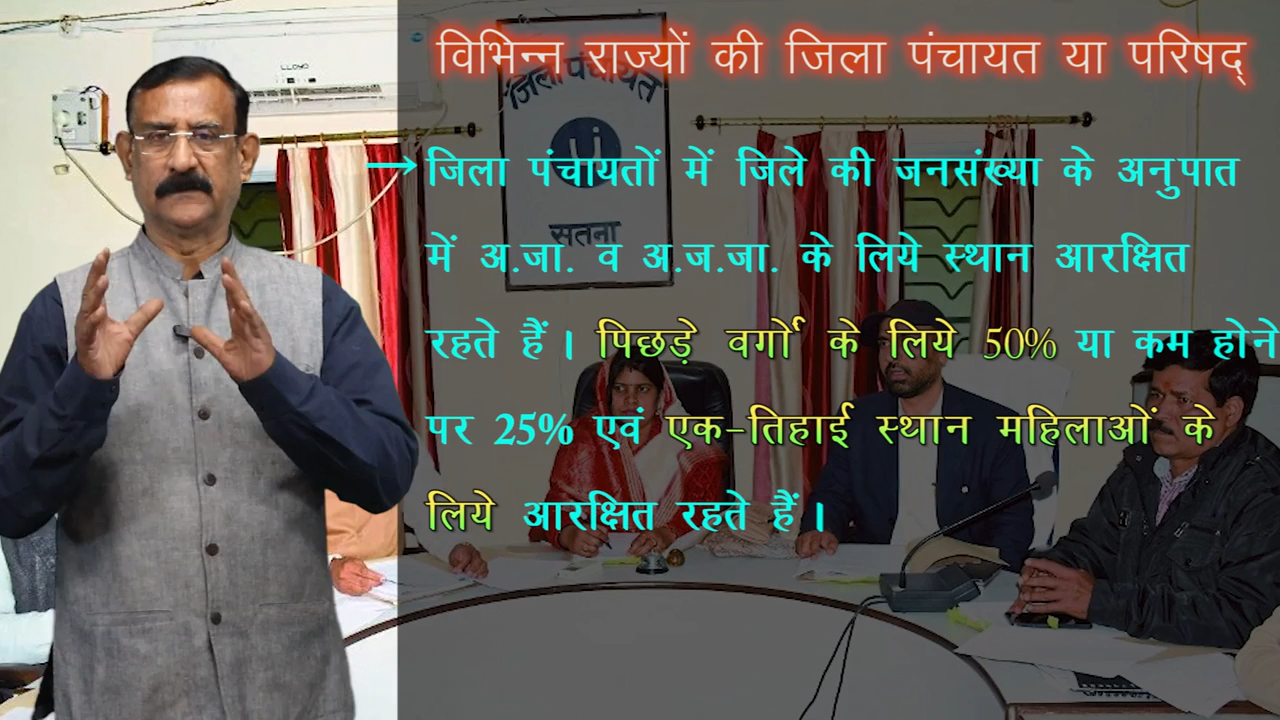 विभिन्न राज्यों की जिला पंचायत या परिषद्
LLOYD
जिला पंचायत
सतना
→ जिला पंचायतों में जिले की जनसंख्या के अनुपात
में अ.जा. व अ.ज.जा. के लिये स्थान आरक्षित
रहते हैं। पिछड़े वर्गों के लिये 50% या कम होने
पर 25% एवं एक-तिहाई स्थान महिलाओं के
लिये आरक्षित रहते हैं।